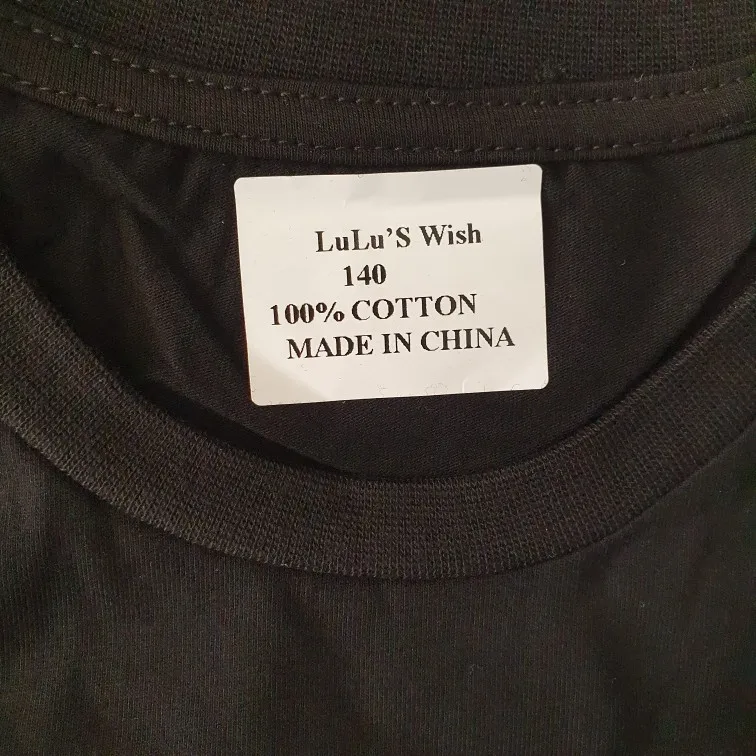 LuLu'S Wish
140
100% COTTON
MADE IN CHINA